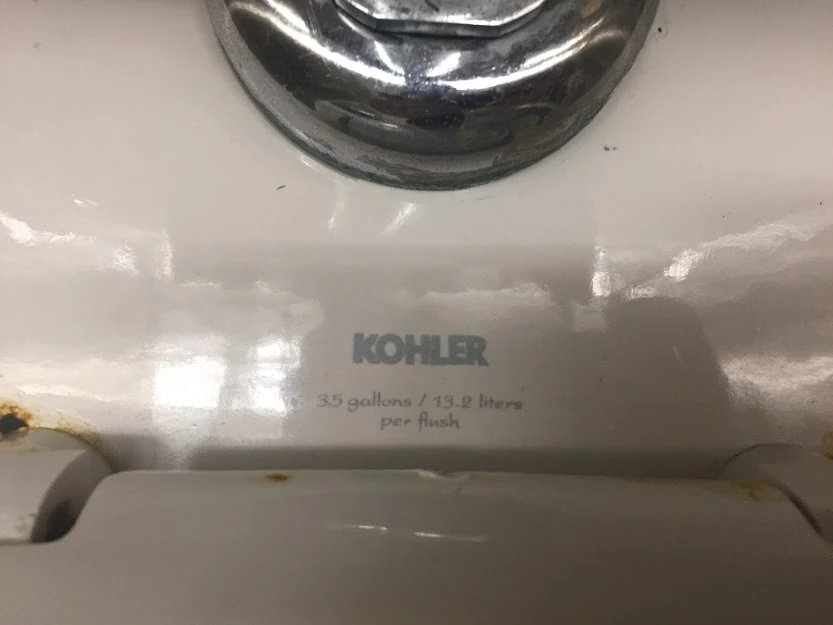 KOHLER
3.5 gallons / 13.2 liters
per flush